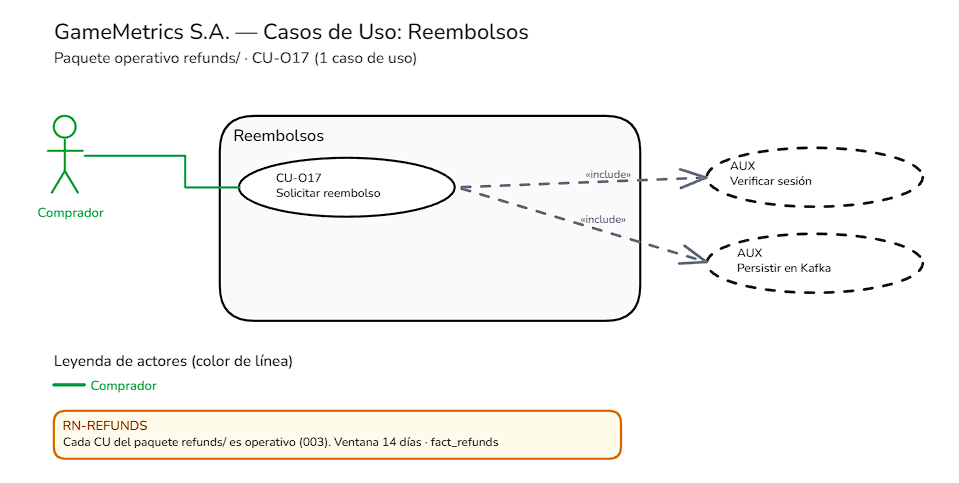 GameMetrics S.A. — Casos de Uso: Reembolsos
Paquete operativo refunds/ · CU-O17 (1 caso de uso)
Reembolsos
CU-O17
Solicitar reembolso
«include»
«include»
AUX
Verificar sesión
AUX
Persistir en Kafka
Comprador
Leyenda de actores (color de línea)
Comprador
RN-REFUNDS
Cada CU del paquete refunds/ es operativo (003). Ventana 14 días · fact_refunds